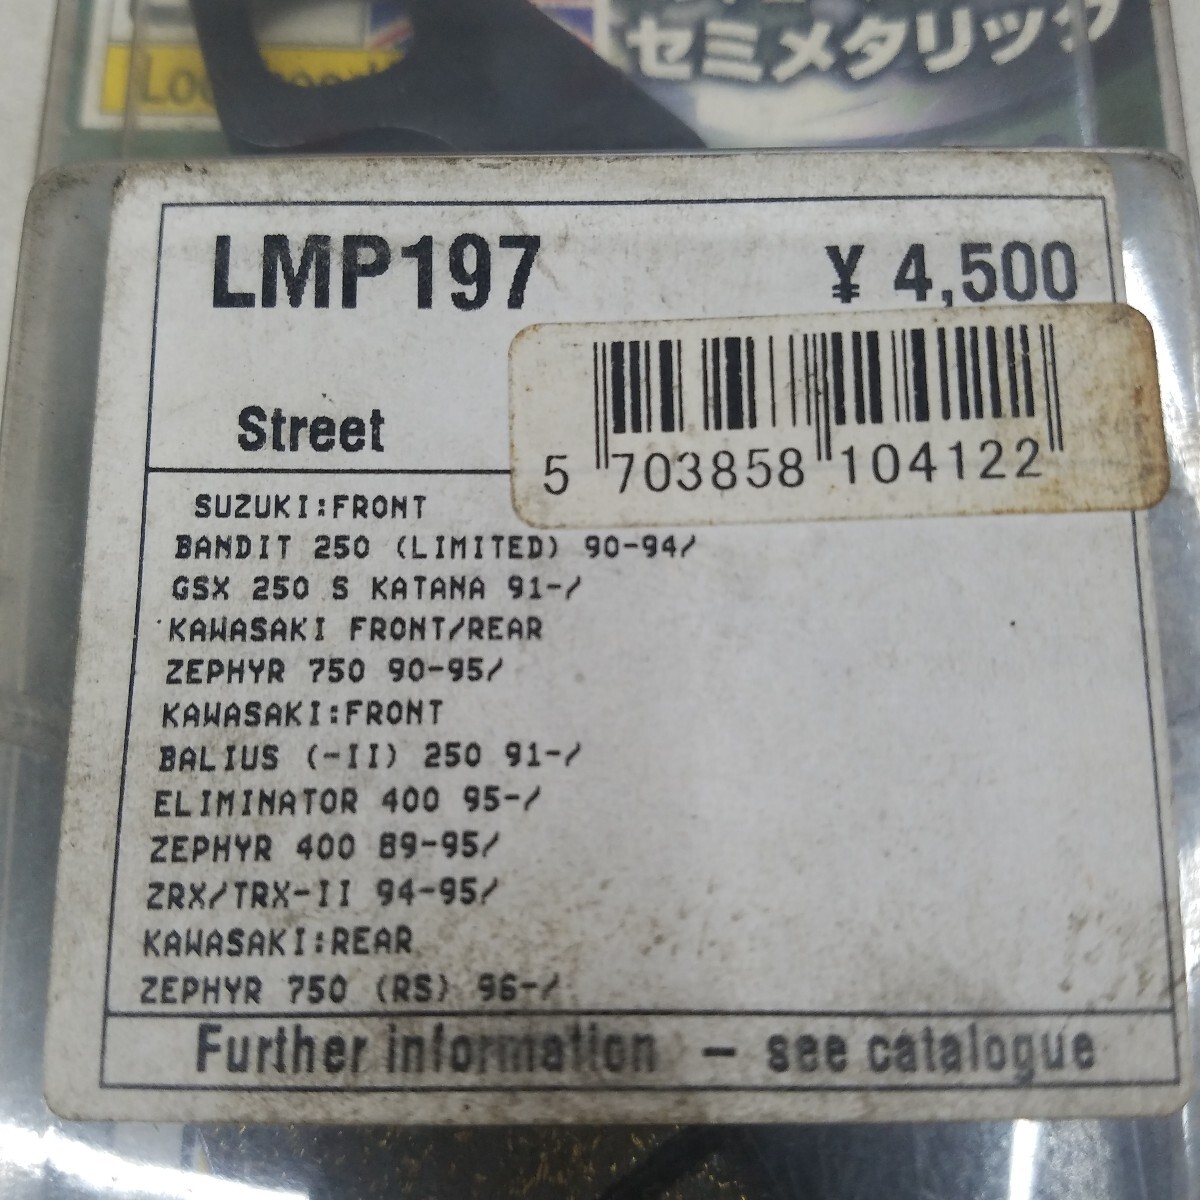 セミメタリック
LMP197
¥ 4,500
Street
5 703858 104122
SUZUKI:FRONT
BANDIT 250 (LIMITED) 90-94/
GSX 250 S KATANA 91-/
KAWASAKI FRONT/REAR
ZEPHYR 750 90-95/
KAWASAKI:FRONT
BALIUS (-II) 250 91-/
ELIMINATOR 400 95-/
ZEPHYR 400 89-95/
ZRX/TRX-II 94-95/
KAWASAKI:REAR
ZEPHYR 750 (RS) 96-/
Further information - see catalogue